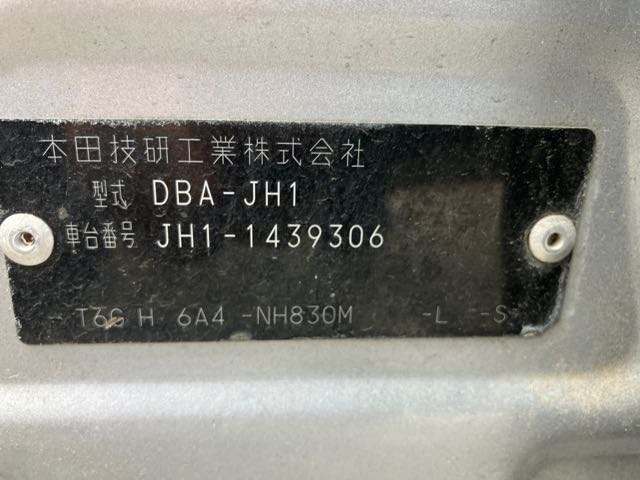 本田技研工業株式会社
型式 DBA-JH1
車台番号 JH1-1439306
- T6G H 6A4 -NH830M -L -S